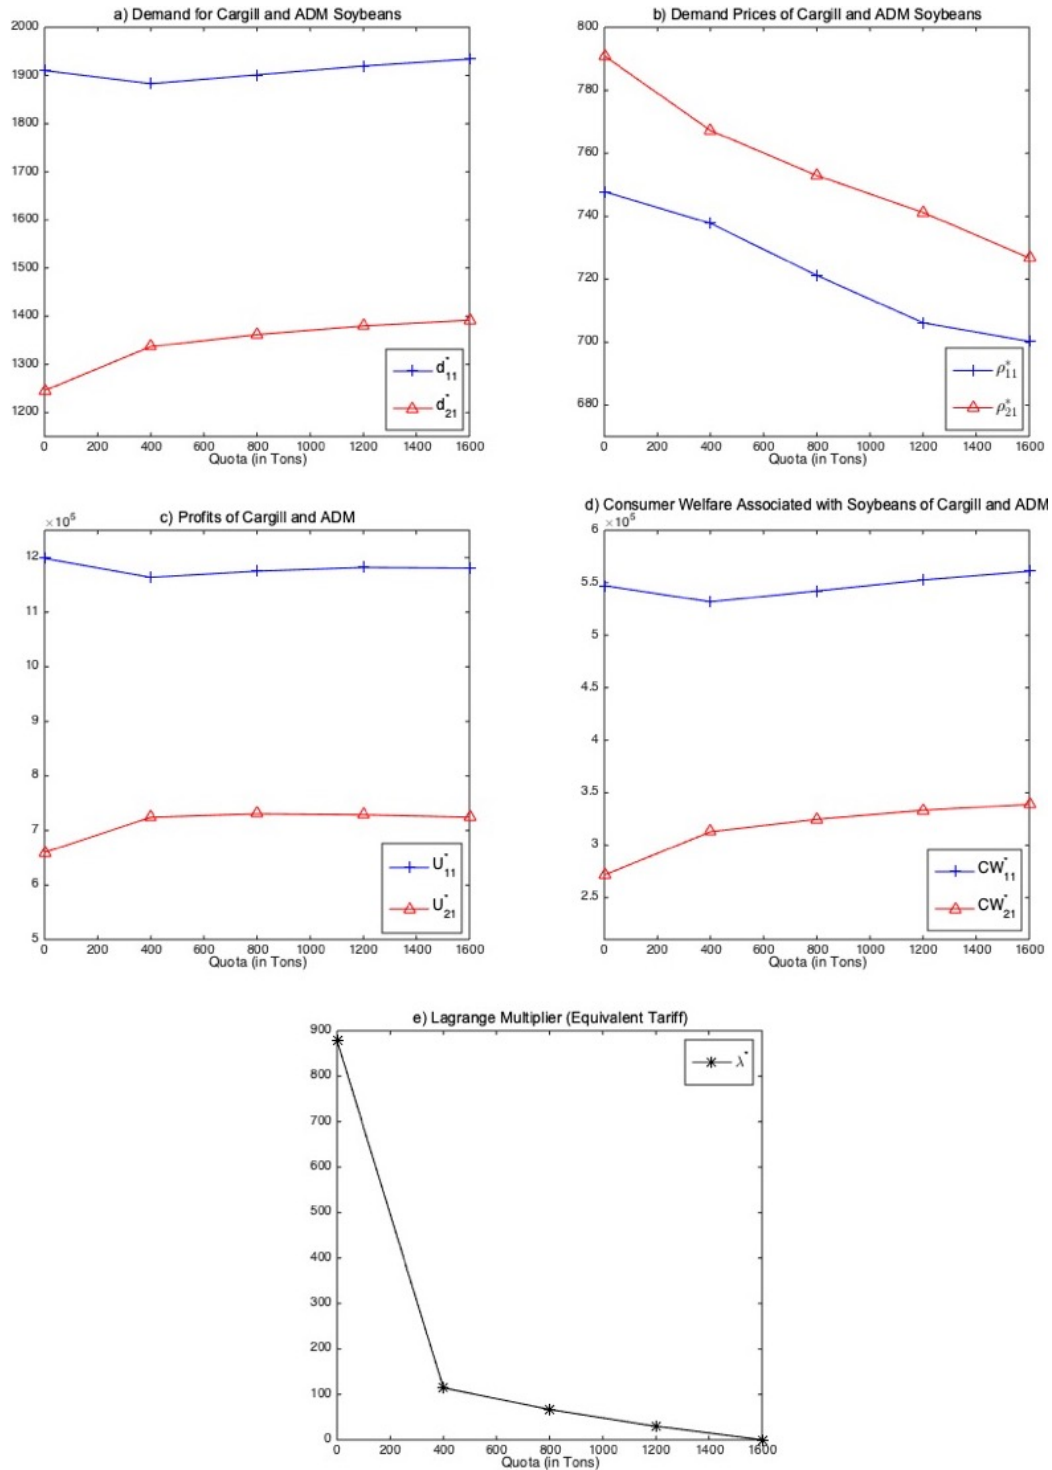 a) Demand for Cargill and ADM Soybeans
2000
1900
1800
1700
1600
1500
1400
1300
1200
0 200 400 600 800 1000 1200 1400 1600
Quota (in Tons)
d*11
d*21
b) Demand Prices of Cargill and ADM Soybeans
800
780
760
740
720
700
680
0 200 400 600 800 1000 1200 1400 1600
Quota (in Tons)
ρ*11
ρ*21
c) Profits of Cargill and ADM
×10^5
12
11
10
9
8
7
6
5
0 200 400 600 800 1000 1200 1400 1600
Quota (in Tons)
U*11
U*21
d) Consumer Welfare Associated with Soybeans of Cargill and ADM
×10^5
6
5.5
5
4.5
4
3.5
3
2.5
0 200 400 600 800 1000 1200 1400 1600
Quota (in Tons)
CW*11
CW*21
e) Lagrange Multiplier (Equivalent Tariff)
900
800
700
600
500
400
300
200
100
0
0 200 400 600 800 1000 1200 1400 1600
Quota (in Tons)
λ*